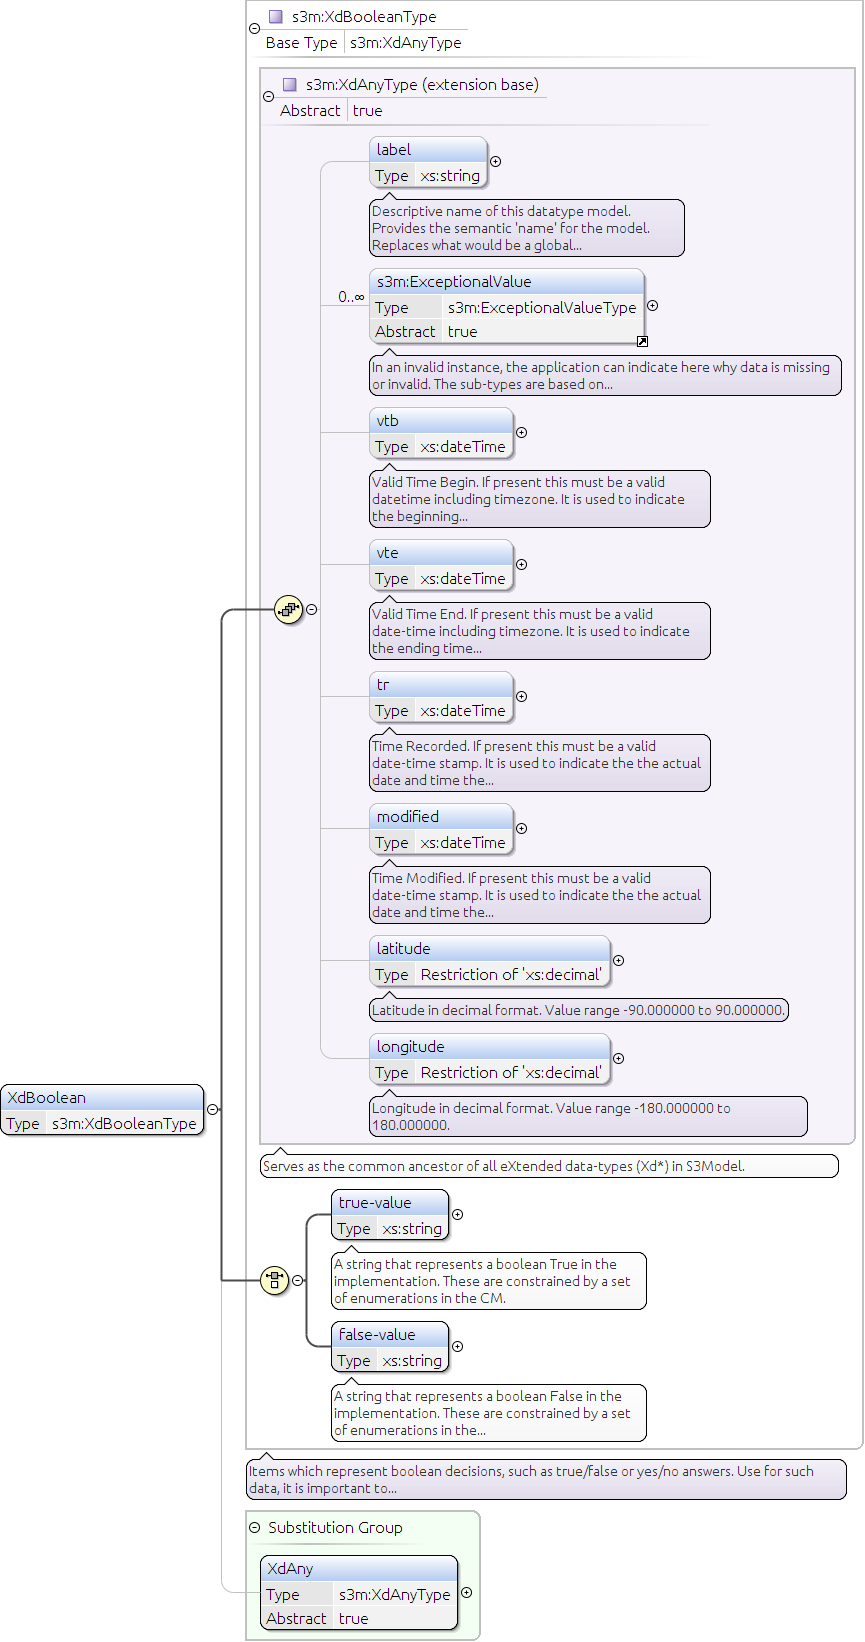 s3m:XdBooleanType
Base Type s3m:XdAnyType
s3m:XdAnyType (extension base)
Abstract true
label
Type xs:string
Descriptive name of this datatype model.
Provides the semantic 'name' for the model.
Replaces what would be a global...
0..∞
s3m:ExceptionalValue
Type s3m:ExceptionalValueType
Abstract true
In an invalid instance, the application can indicate here why data is missing
or invalid. The sub-types are based on...
vtb
Type xs:dateTime
Valid Time Begin. If present this must be a valid
datetime including timezone. It is used to indicate
the beginning...
vte
Type xs:dateTime
Valid Time End. If present this must be a valid
date-time including timezone. It is used to indicate
the ending time...
tr
Type xs:dateTime
Time Recorded. If present this must be a valid
date-time stamp. It is used to indicate the the actual
date and time the...
modified
Type xs:dateTime
Time Modified. If present this must be a valid
date-time stamp. It is used to indicate the the actual
date and time the...
latitude
Type Restriction of 'xs:decimal'
Latitude in decimal format. Value range -90.000000 to 90.000000.
longitude
Type Restriction of 'xs:decimal'
Longitude in decimal format. Value range -180.000000 to
180.000000.
XdBoolean
Type s3m:XdBooleanType
Serves as the common ancestor of all eXtended data-types (Xd*) in S3Model.
true-value
Type xs:string
A string that represents a boolean True in the
implementation. These are constrained by a set
of enumerations in the CM.
false-value
Type xs:string
A string that represents a boolean False in the
implementation. These are constrained by a set
of enumerations in the...
Items which represent boolean decisions, such as true/false or yes/no answers. Use for such
data, it is important to...
Substitution Group
XdAny
Type s3m:XdAnyType
Abstract true